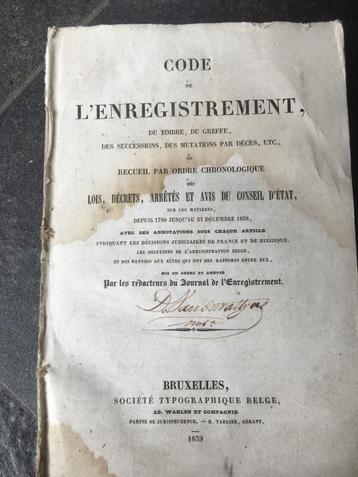 CODE
DE
L'ENREGISTREMENT,
DU TIMBRE, DU GREFFE,
DES SUCCESSIONS, DES MUTATIONS PAR DÉCÈS, ETC.,
OU
RECUEIL PAR ORDRE CHRONOLOGIQUE
DES
LOIS, DÉCRETS, ARRÊTÉS ET AVIS DU CONSEIL D'ÉTAT,
SUR CES MATIÈRES,
DEPUIS 1790 JUSQU'AU 31 DÉCEMBRE 1838,
AVEC DES ANNOTATIONS SOUS CHAQUE ARTICLE
INDIQUANT LES DÉCISIONS JUDICIAIRES DE FRANCE ET DE BELGIQUE,
LES SOLUTIONS DE L'ADMINISTRATION BELGE,
ET DES RENVOIS AUX ACTES QUI ONT DES RAPPORTS ENTRE EUX,
MIS EN ORDRE ET ANNOTÉ
Par les rédacteurs du Journal de l'Enregistrement.
BRUXELLES,
SOCIÉTÉ TYPOGRAPHIQUE BELGE,
AD. WAHLEN ET COMPAGNIE
PARTIE DE JURISPRUDENCE. — H. TARLIER, GÉRANT.
1839